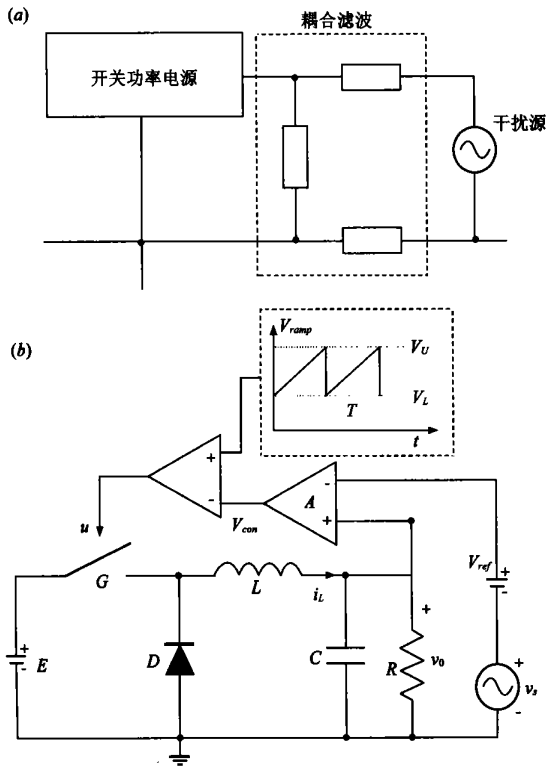 (a)
耦合滤波
开关功率电源
干扰源
(b)
Vramp
VU
VL
T
t
+
-
Vcon
A
-
+
u
G
L
iL
Vref
+
-
+
-
E
D
C
R
+
v0
+
vs
-